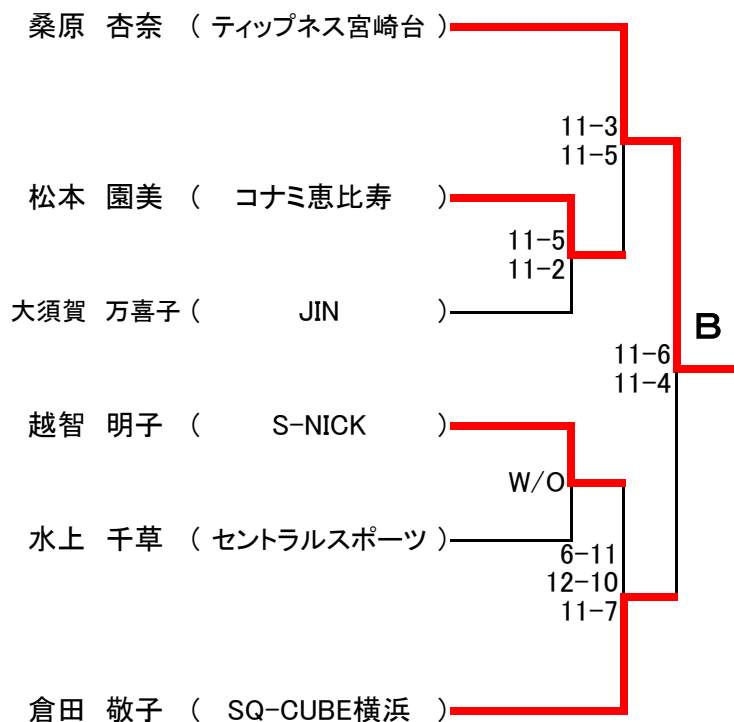 桑原 杏奈 ( ティップネス宮崎台 )
11-3
11-5
松本 園美 ( コナミ恵比寿 )
11-5
11-2
大須賀 万喜子 ( JIN )
B
11-6
11-4
越智 明子 ( S-NICK )
W/O
水上 千草 ( セントラルスポーツ )
6-11
12-10
11-7
倉田 敬子 ( SQ-CUBE横浜 )